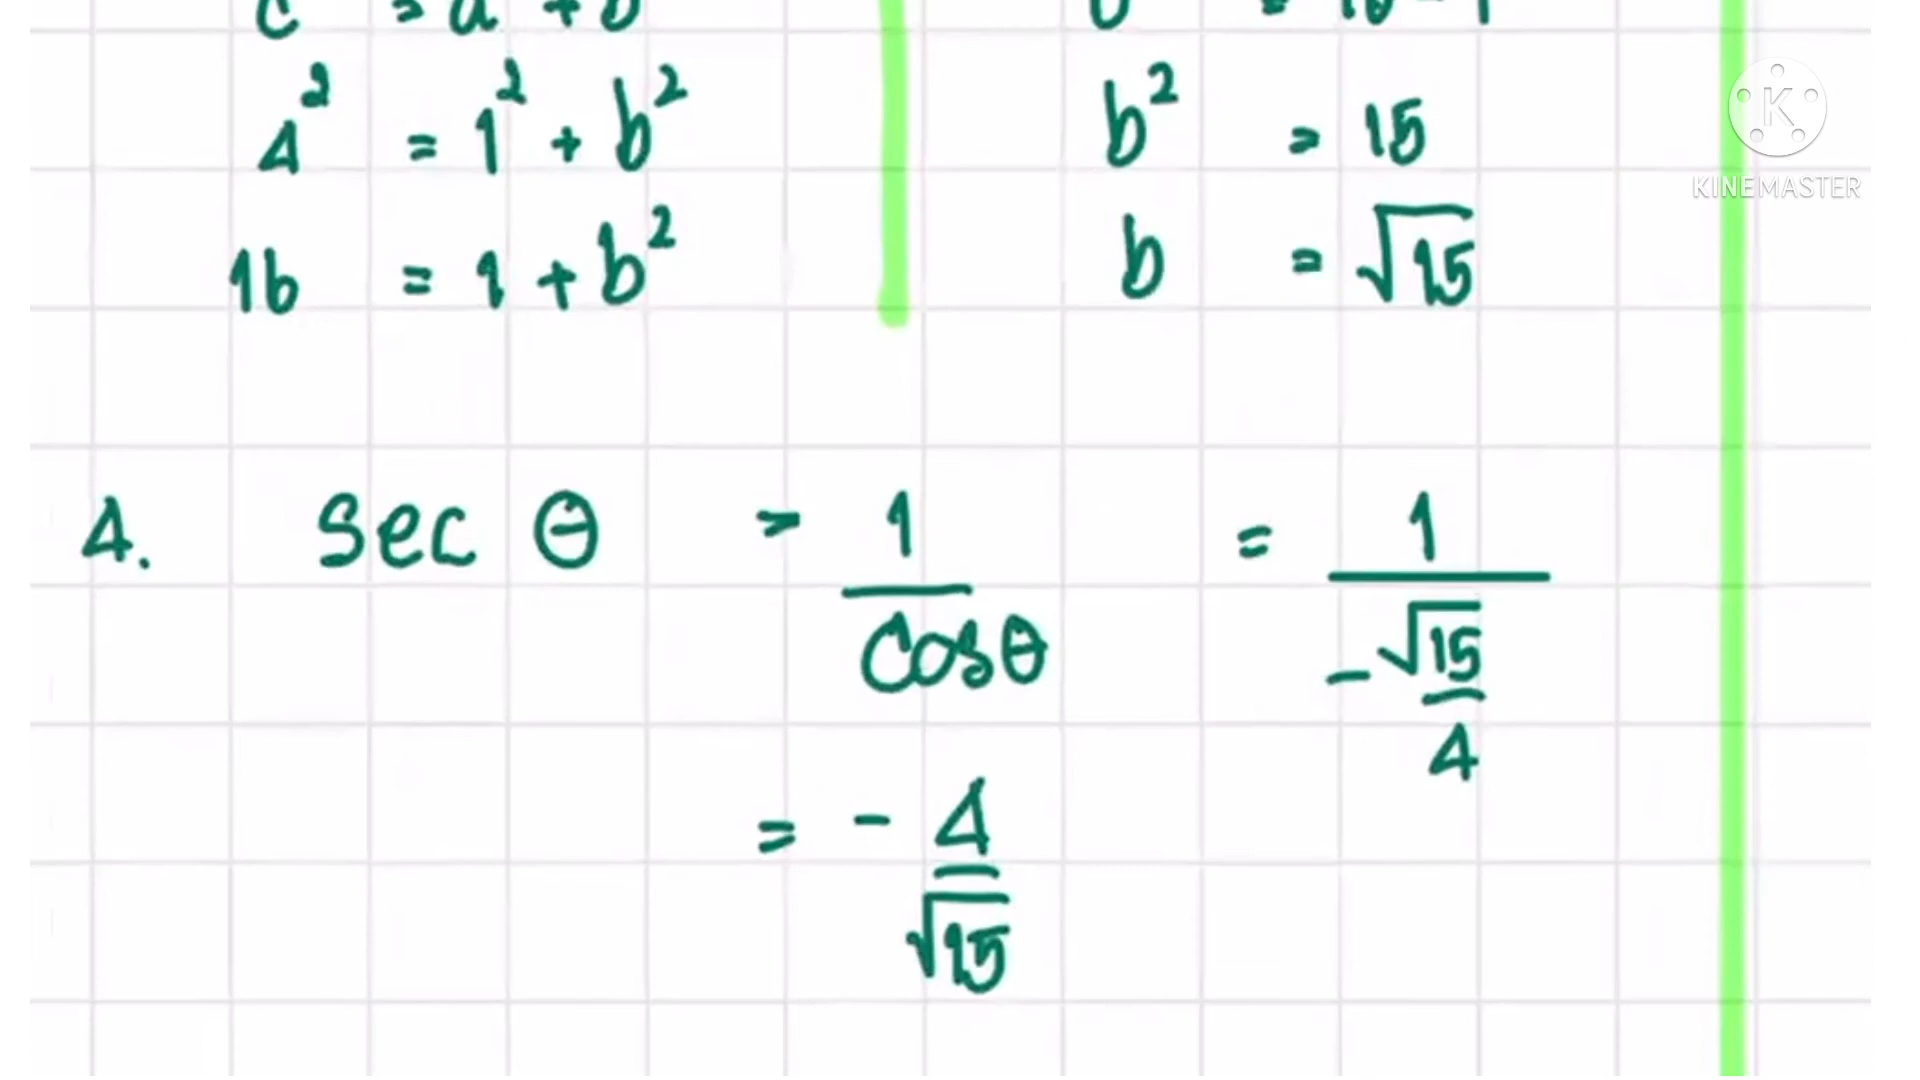 c = a + b
4² = 1² + b²
16 = 1 + b²
b² = 15
b = √15
KINEMASTER
4. sec θ = 1/cosθ = 1/(-√15/4)
= - 4/√15